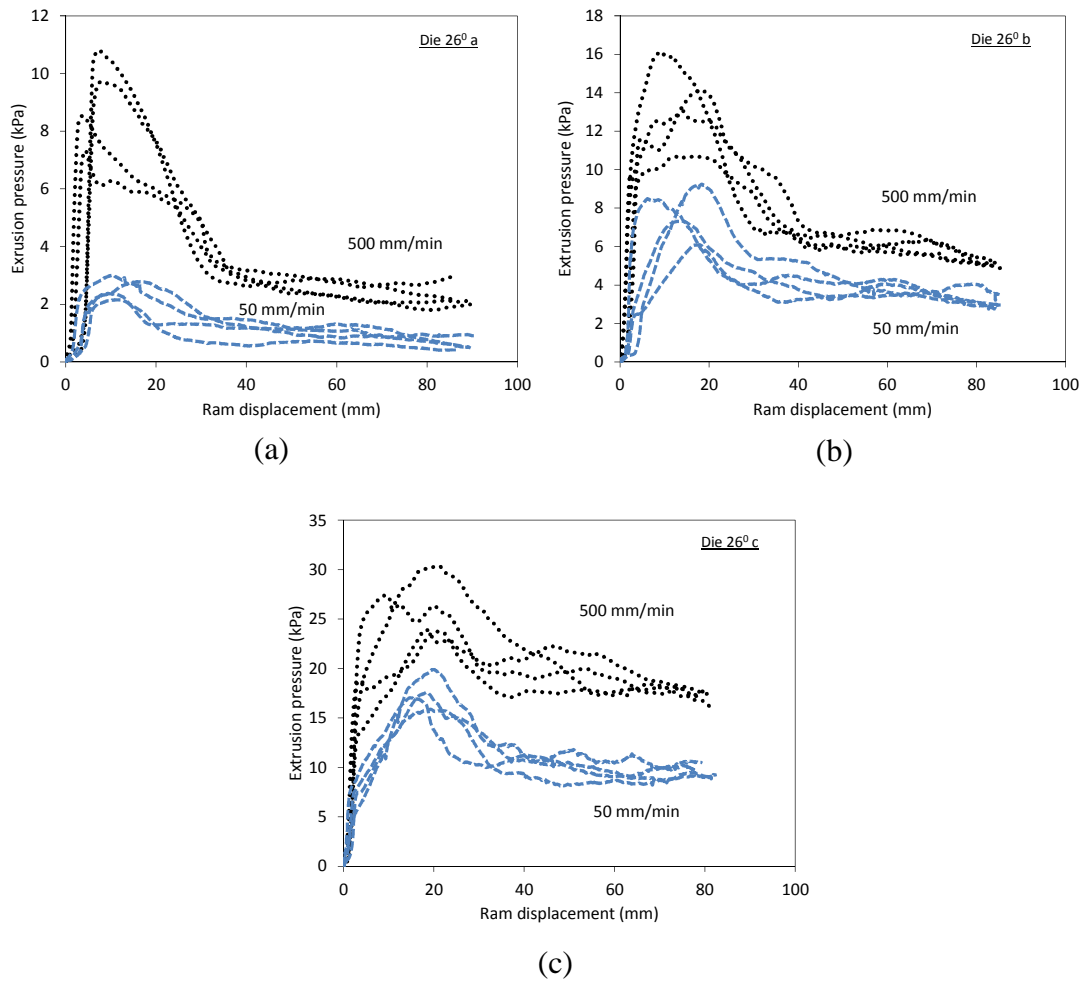 12
10
8
6
4
2
0
Exrusion pressure (kPa)
Die 26⁰ a
500 mm/min
50 mm/min
0 20 40 60 80 100
Ram displacement (mm)
(a)
18
16
14
12
10
8
6
4
2
0
Extrusion pressure (kPa)
Die 26⁰ b
500 mm/min
50 mm/min
0 20 40 60 80 100
Ram displacement (mm)
(b)
35
30
25
20
15
10
5
0
Extrusion pressure (kPa)
Die 26⁰ c
500 mm/min
50 mm/min
0 20 40 60 80 100
Ram displacement (mm)
(c)